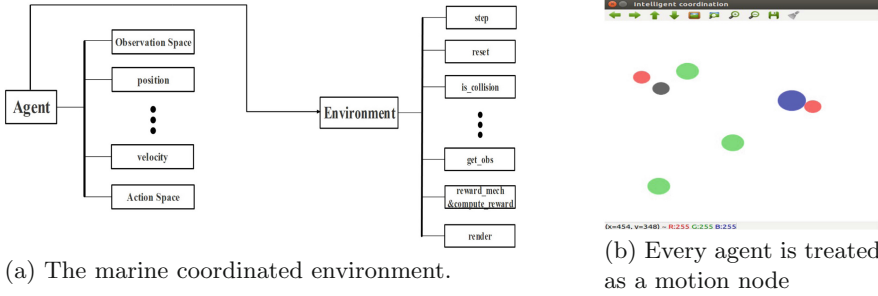 Agent
Observation Space
position
velocity
Action Space
Environment
step
reset
is_collision
get_obs
reward_mech
&compute_reward
render
(a) The marine coordinated environment.
intelligent coordination
(x=454, y=348) ~ R:255 G:255 B:255
(b) Every agent is treated
as a motion node